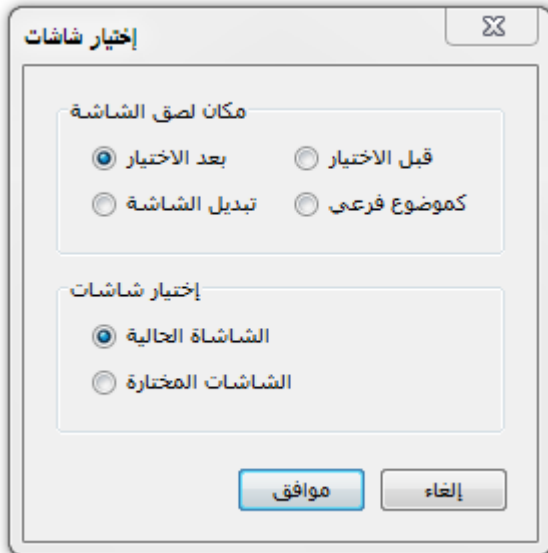 إختيار شاشات
مكان لصق الشاشة
قبل الاختيار بعد الاختيار
كموضوع فرعي تبديل الشاشة
إختيار شاشات
الشاشاة الحالية
الشاشات المختارة
إلغاء موافق